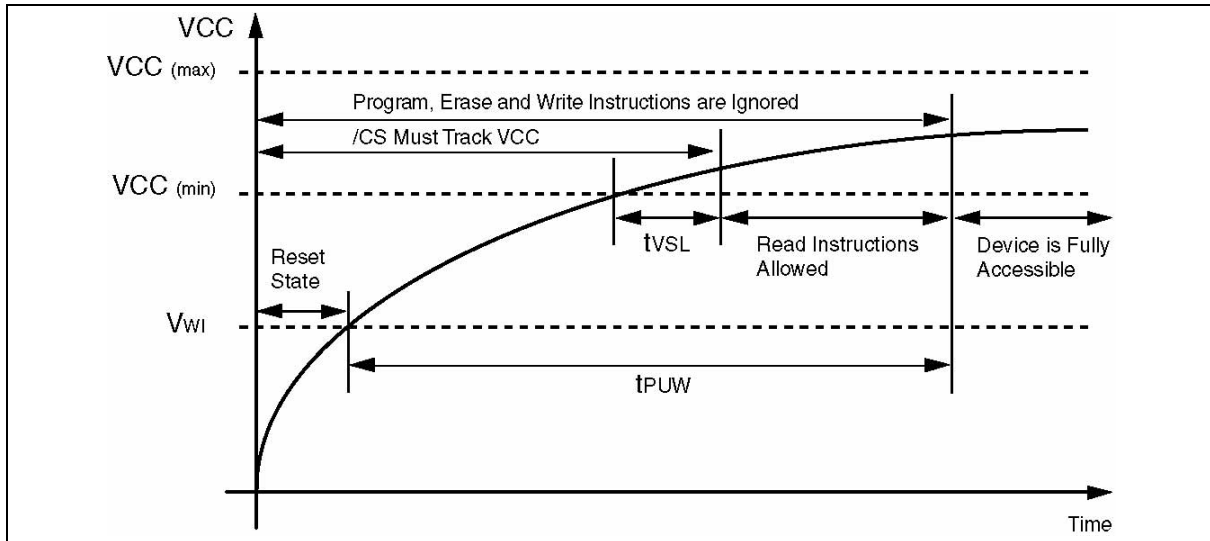 VCC
VCC (max)
Program, Erase and Write Instructions are Ignored
/CS Must Track VCC
VCC (min)
tVSL
Read Instructions
Allowed
Device is Fully
Accessible
Reset
State
VWI
tPUW
Time